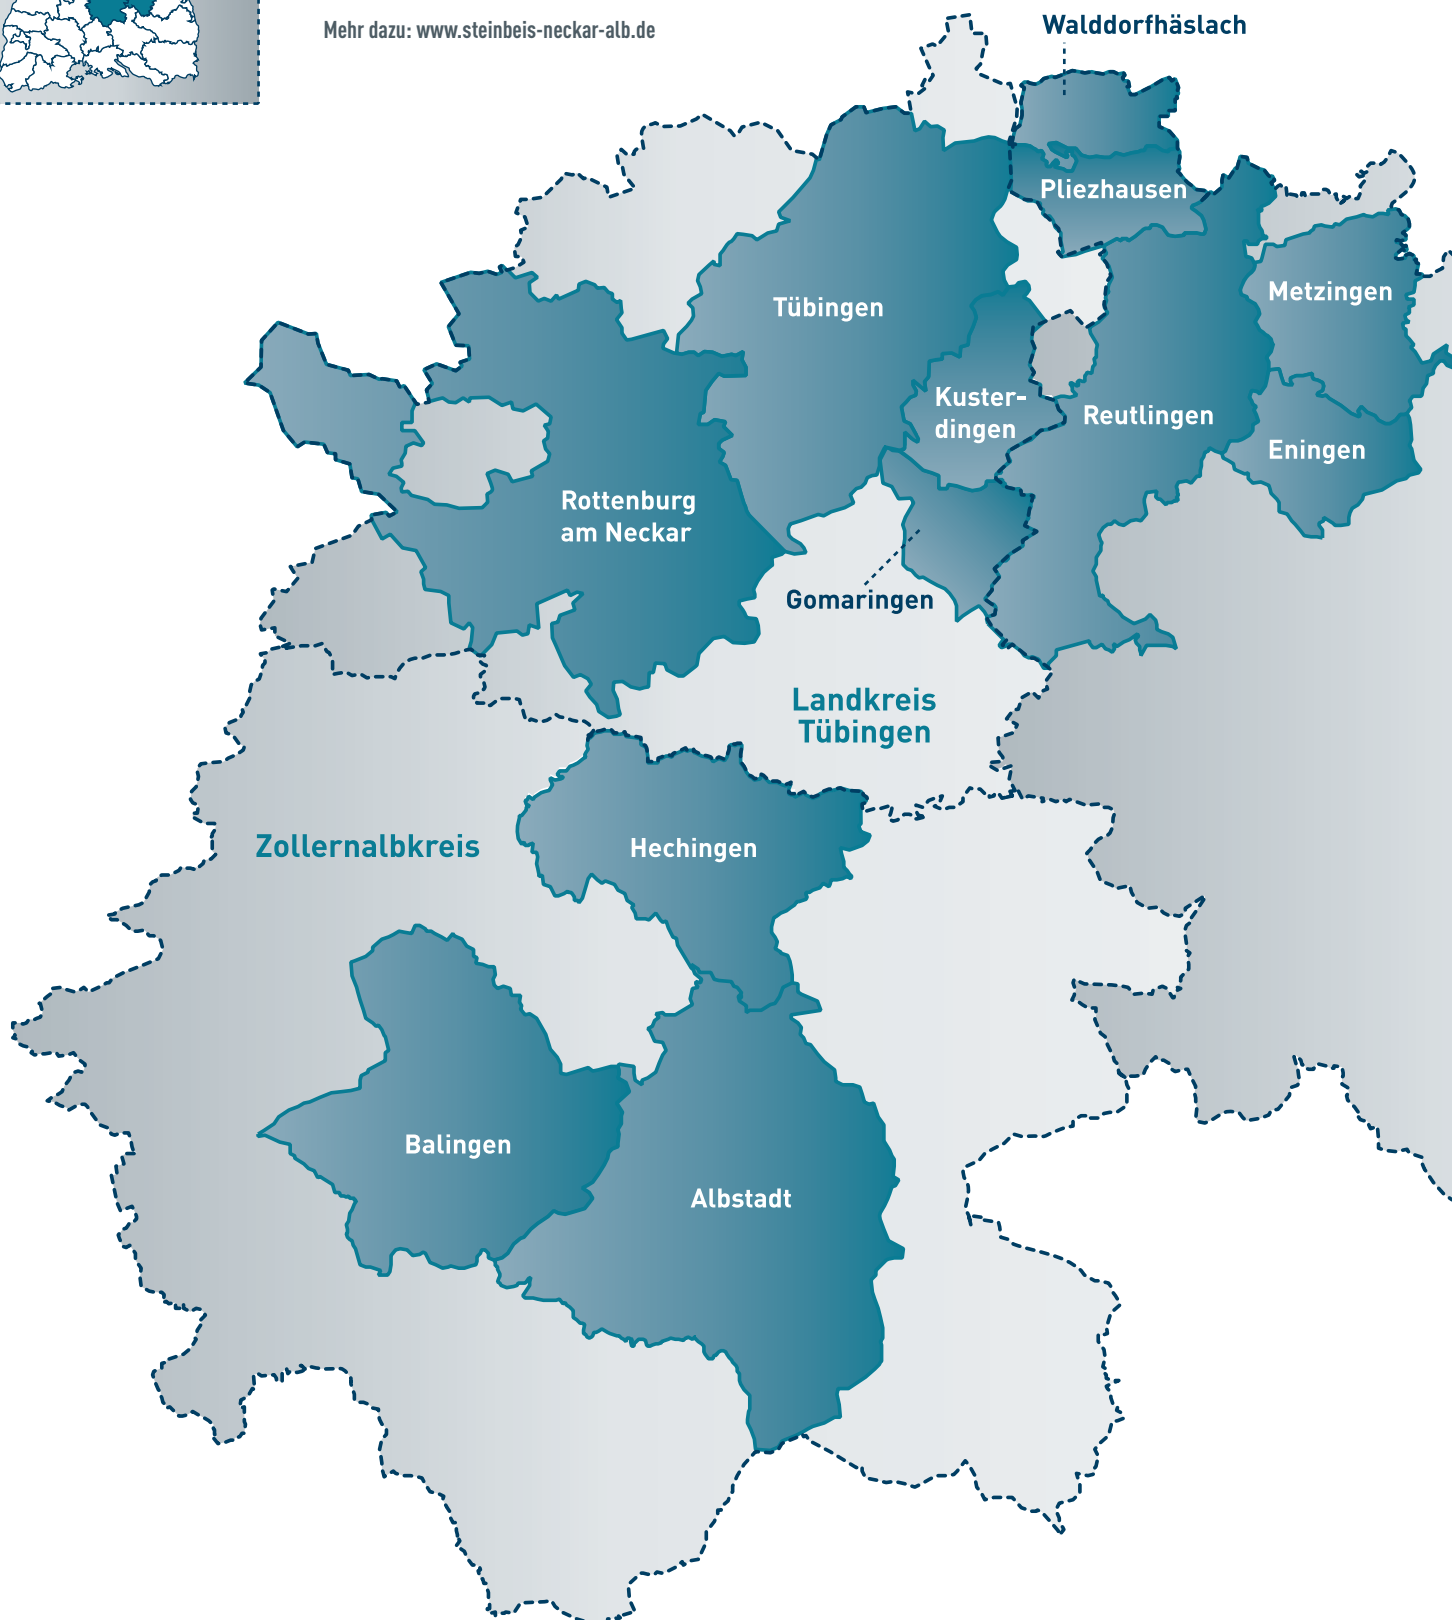 Mehr dazu: www.steinbeis-neckar-alb.de
Walddorfhäslach
Pliezhausen
Tübingen
Metzingen
Kuster-
dingen
Reutlingen
Eningen
Rottenburg
am Neckar
Gomaringen
Landkreis
Tübingen
Zollernalbkreis
Hechingen
Balingen
Albstadt